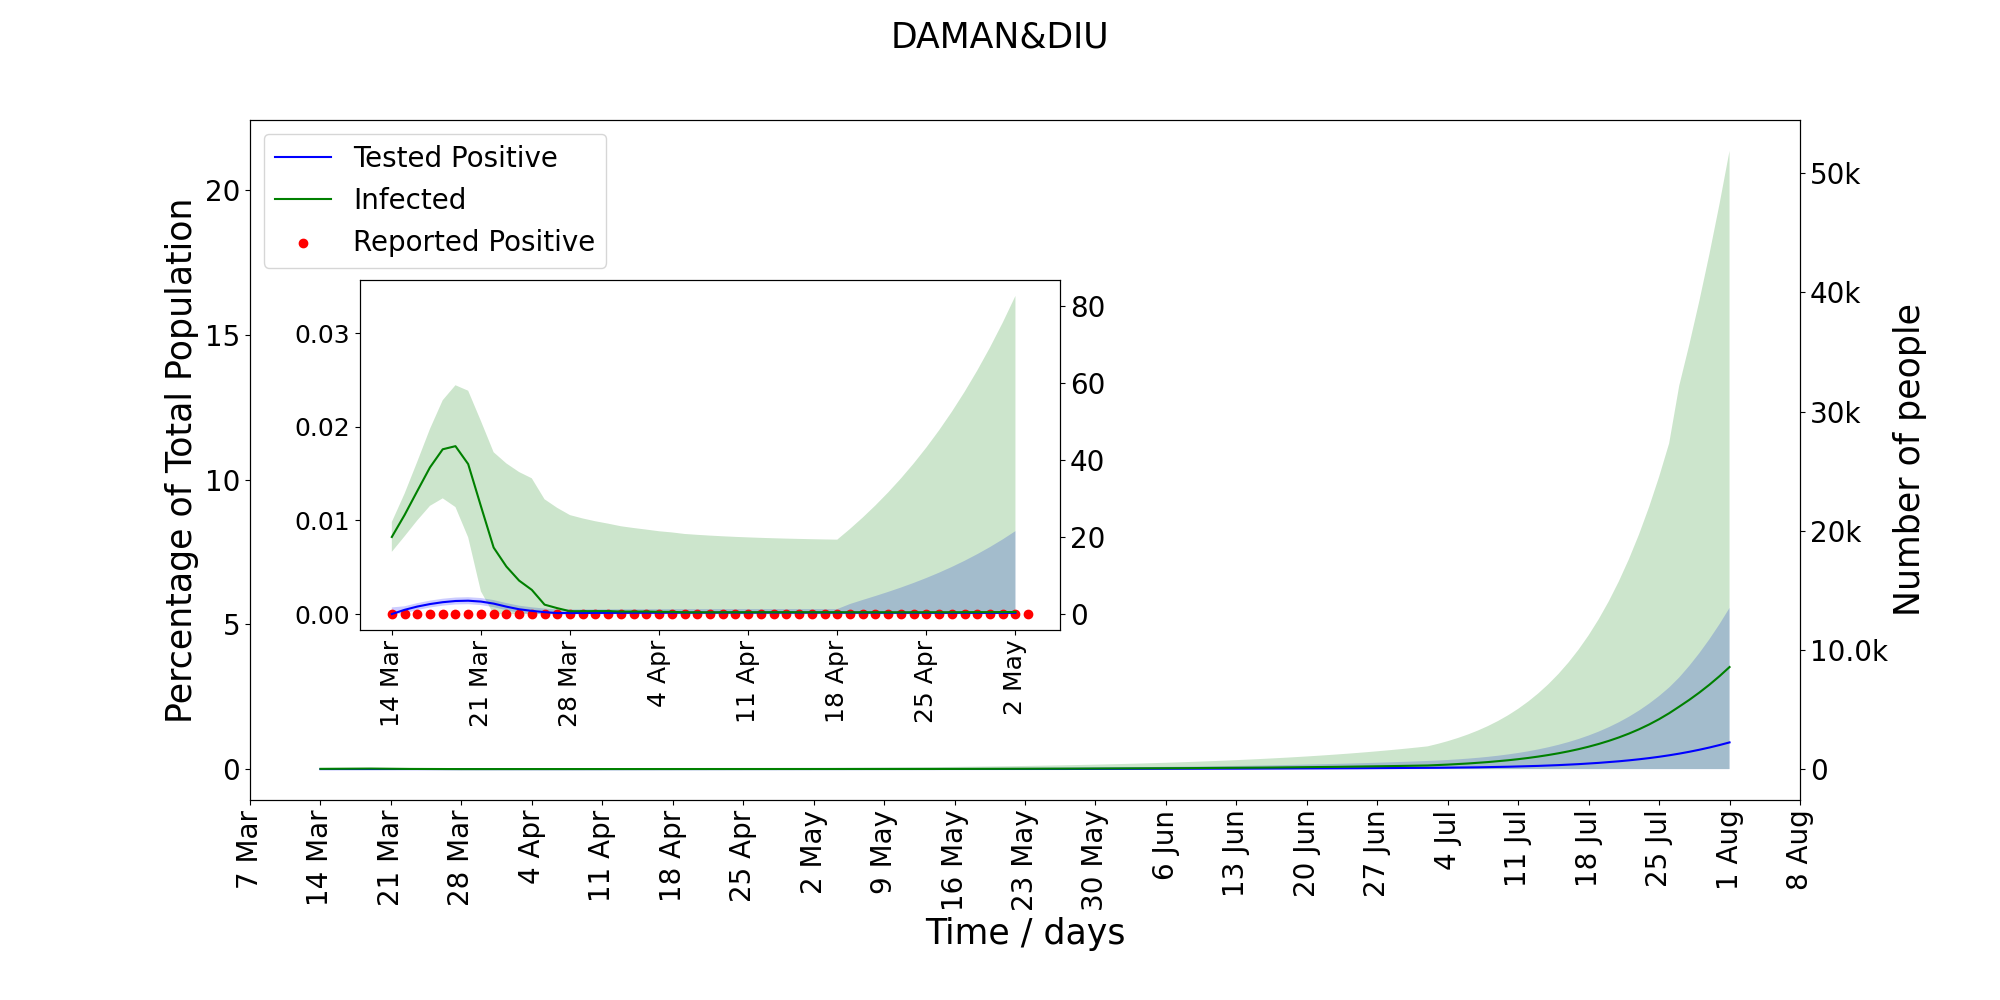 DAMAN&DIU
Tested Positive
Infected
Reported Positive
Percentage of Total Population
20
15
10
5
0
50k
40k
30k
20k
10.0k
0
Number of people
0.03
0.02
0.01
0.00
80
60
40
20
0
14 Mar
21 Mar
28 Mar
4 Apr
11 Apr
18 Apr
25 Apr
2 May
7 Mar
14 Mar
21 Mar
28 Mar
4 Apr
11 Apr
18 Apr
25 Apr
2 May
9 May
16 May
23 May
30 May
6 Jun
13 Jun
20 Jun
27 Jun
4 Jul
11 Jul
18 Jul
25 Jul
1 Aug
8 Aug
Time / days